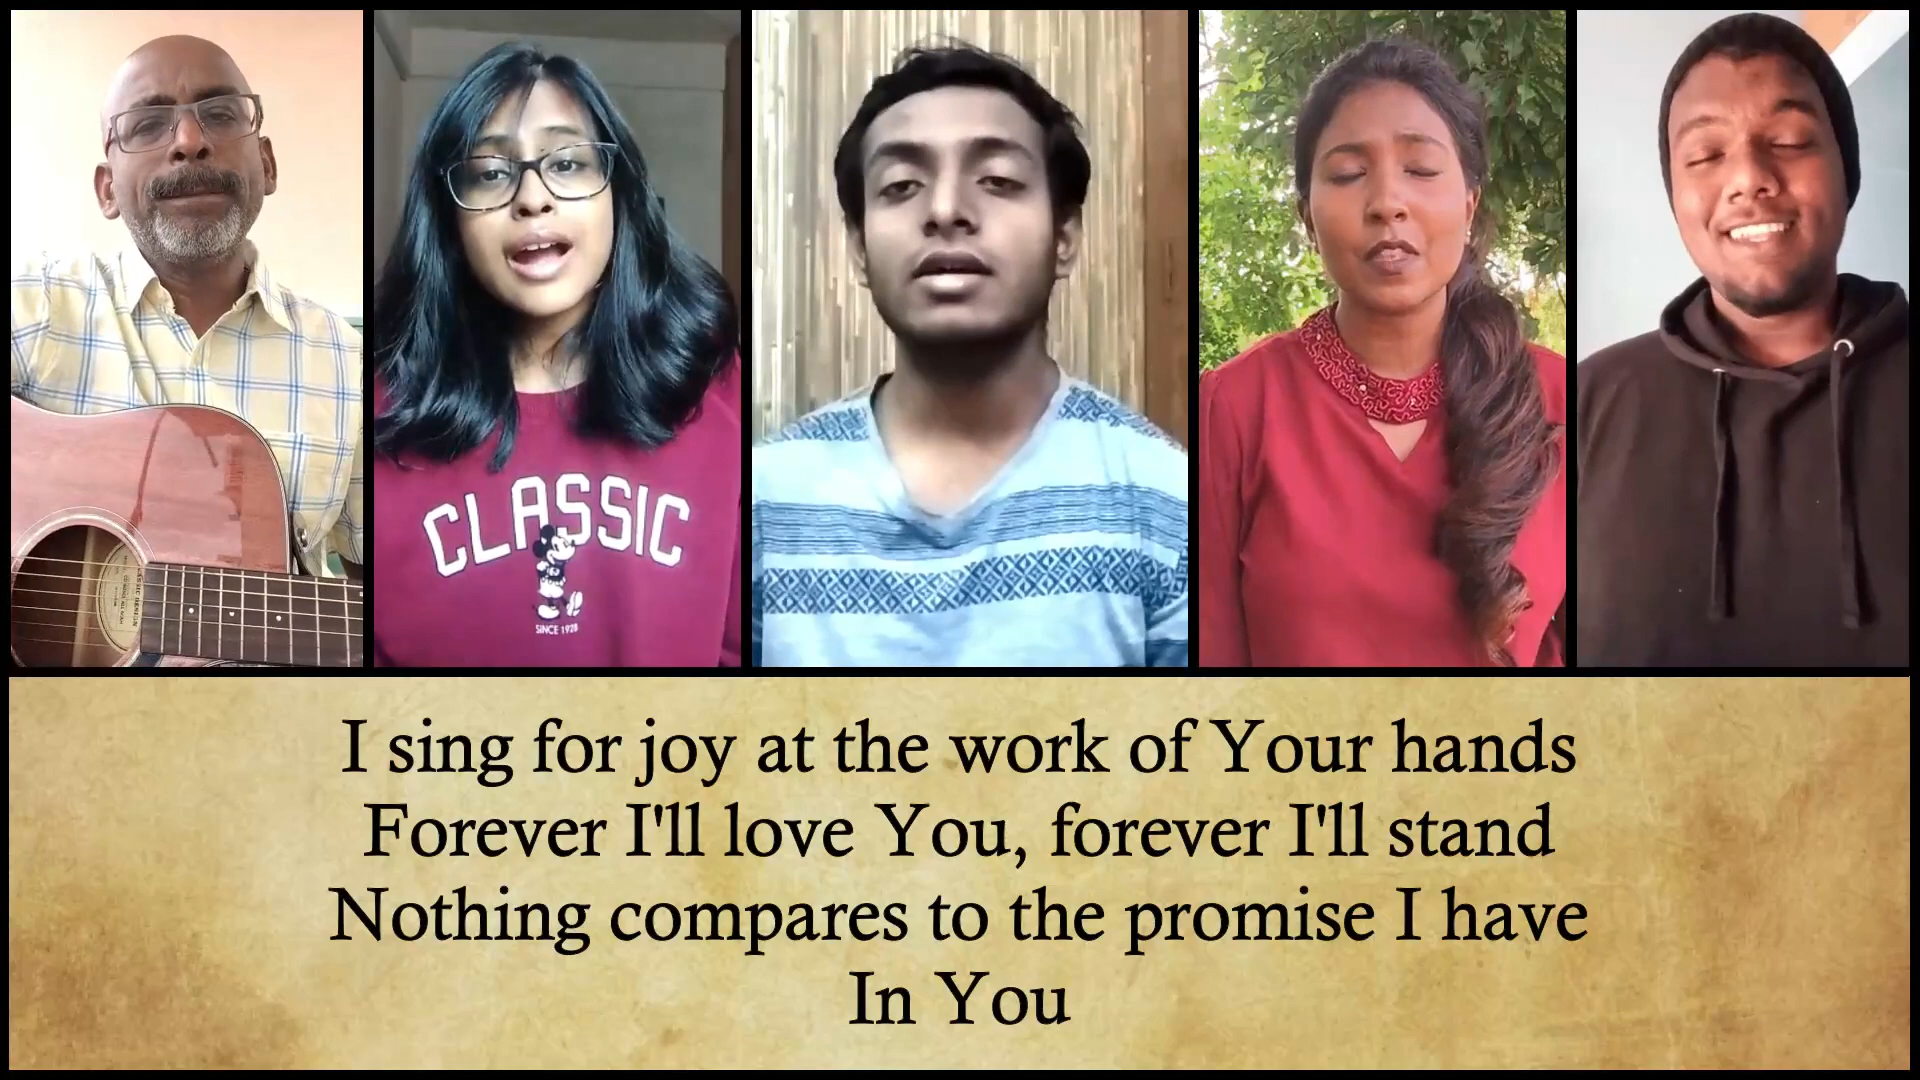 CLASSIC
SINCE 1928
I sing for joy at the work of Your hands
Forever I'll love You, forever I'll stand
Nothing compares to the promise I have
In You